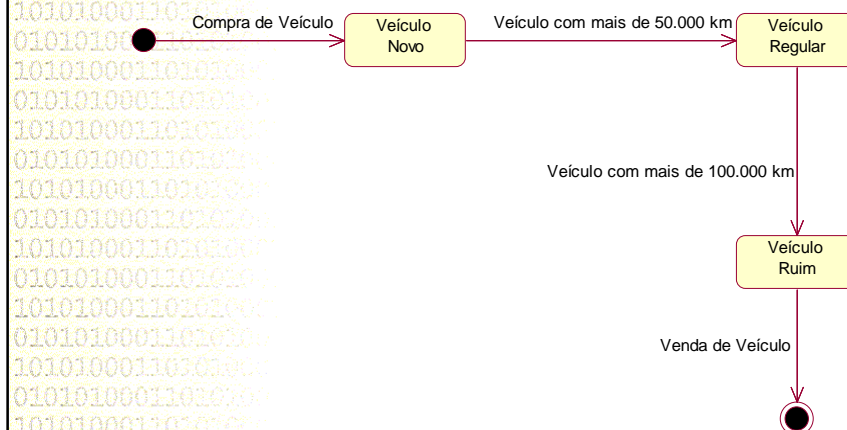 Compra de Veículo
Veículo
Novo
Veículo com mais de 50.000 km
Veículo
Regular
Veículo com mais de 100.000 km
Veículo
Ruim
Venda de Veículo